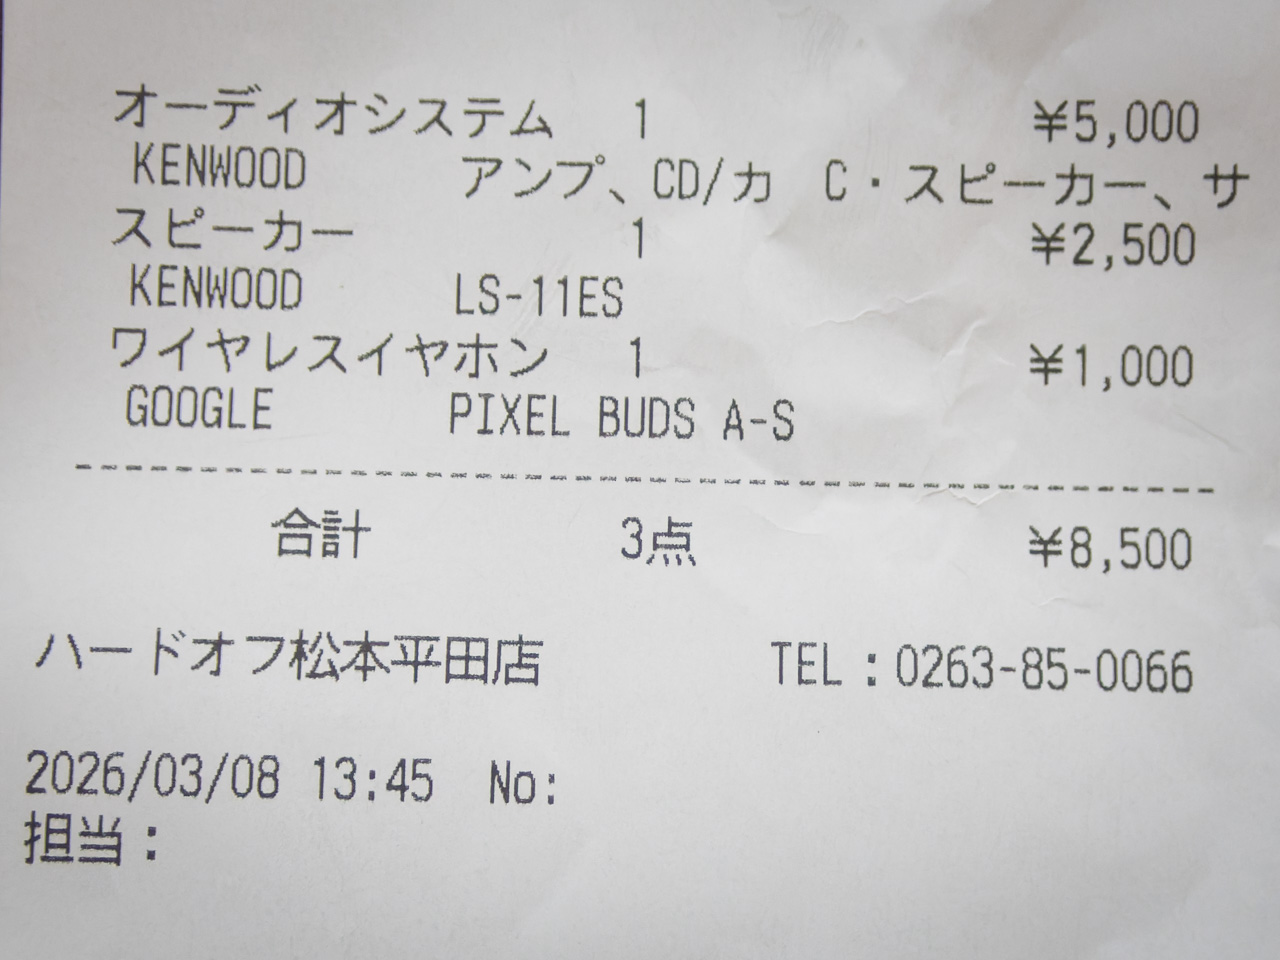 オーディオシステム 1 ¥5,000
KENWOOD アンプ、CD/カ C・スピーカー、サ
スピーカー 1 ¥2,500
KENWOOD LS-11ES
ワイヤレスイヤホン 1 ¥1,000
GOOGLE PIXEL BUDS A-S
--------------------------------------------
合計 3点 ¥8,500
ハードオフ松本平田店 TEL:0263-85-0066
2026/03/08 13:45 No:
担当: